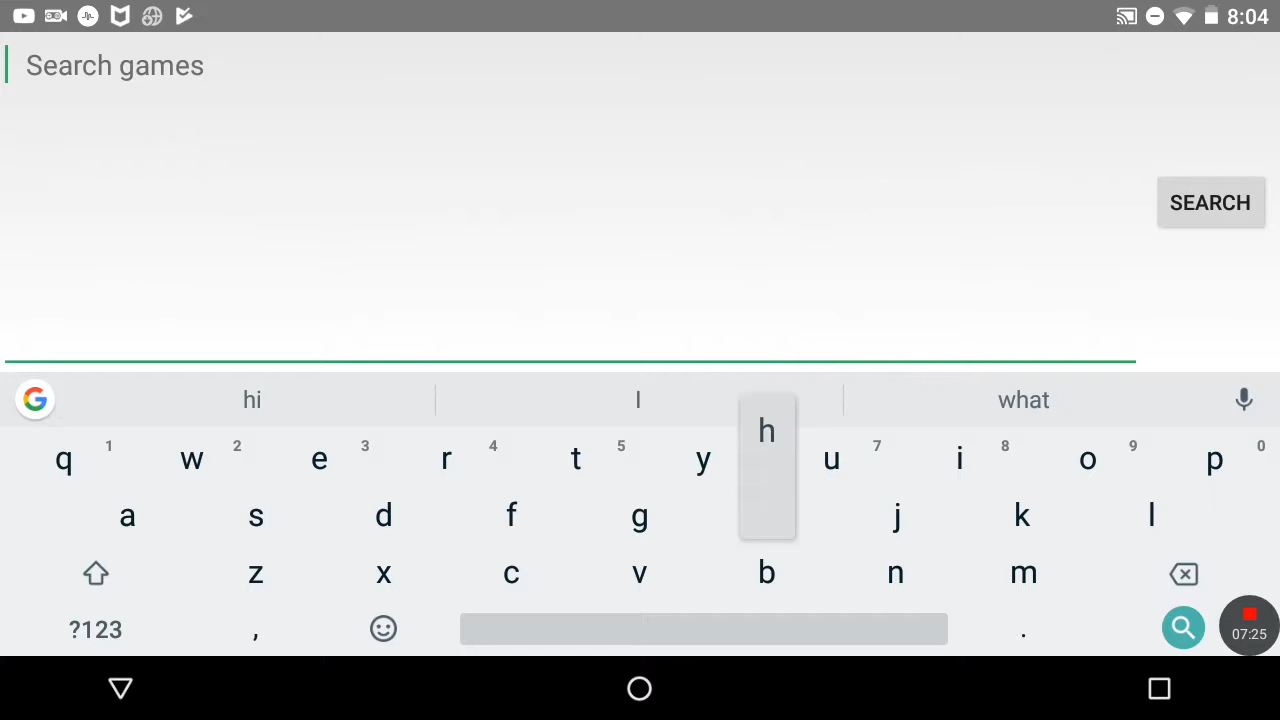 8:04
Search games
SEARCH
hi I what
q 1 w 2 e 3 r 4 t 5 y h u 7 i 8 o 9 p 0
a s d f g j k l
z x c v b n m
?123 , .
07:25